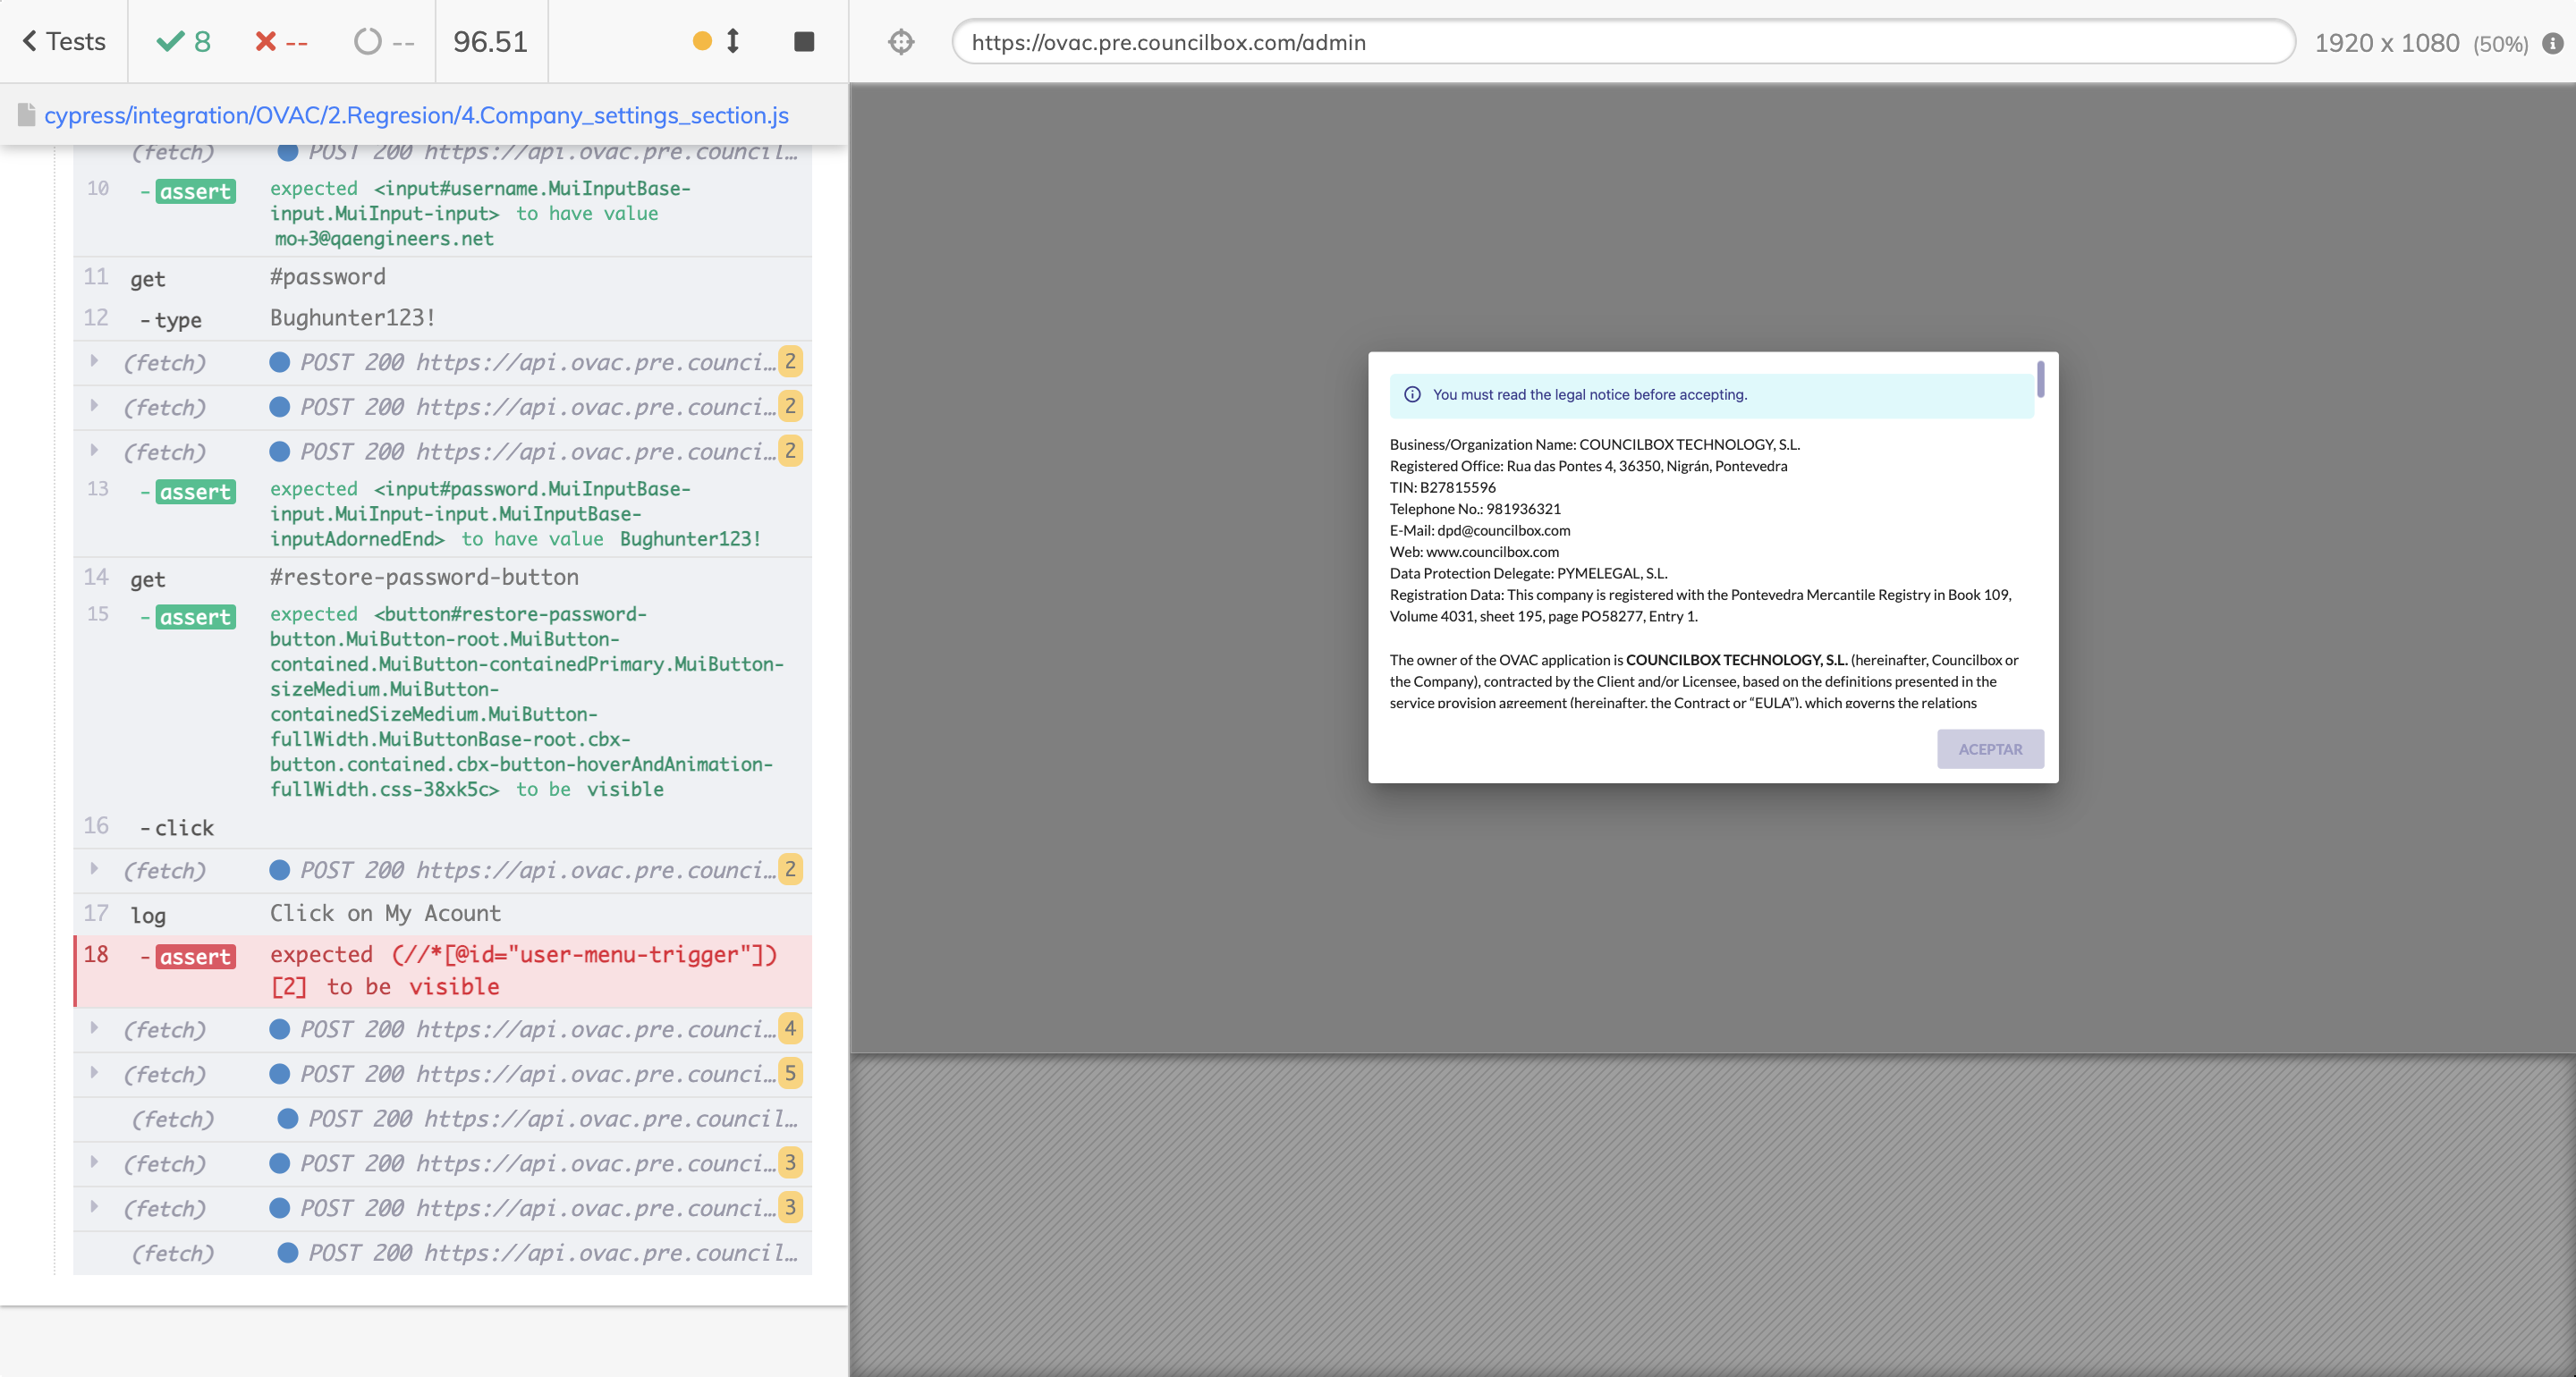 Tests
8
--
--
96.51
https://ovac.pre.councilbox.com/admin
1920 x 1080 (50%)
cypress/integration/OVAC/2.Regresion/4.Company_settings_section.js
(fetch) POST 200 https://api.ovac.pre.council…
10 -assert expected <input#username.MuiInputBase-
input.MuiInput-input> to have value
mo+3@qaengineers.net
11 get #password
12 -type Bughunter123!
(fetch) POST 200 https://api.ovac.pre.counci… 2
(fetch) POST 200 https://api.ovac.pre.counci… 2
(fetch) POST 200 https://api.ovac.pre.counci… 2
13 -assert expected <input#password.MuiInputBase-
input.MuiInput-input.MuiInputBase-
inputAdornedEnd> to have value Bughunter123!
14 get #restore-password-button
15 -assert expected <button#restore-password-
button.MuiButton-root.MuiButton-
contained.MuiButton-containedPrimary.MuiButton-
sizeMedium.MuiButton-
containedSizeMedium.MuiButton-
fullWidth.MuiButtonBase-root.cbx-
button.contained.cbx-button-hoverAndAnimation-
fullWidth.css-38xk5c> to be visible
16 -click
(fetch) POST 200 https://api.ovac.pre.counci… 2
17 log Click on My Acount
18 -assert expected (//*[@id="user-menu-trigger"])
[2] to be visible
(fetch) POST 200 https://api.ovac.pre.counci… 4
(fetch) POST 200 https://api.ovac.pre.counci… 5
(fetch) POST 200 https://api.ovac.pre.council…
(fetch) POST 200 https://api.ovac.pre.counci… 3
(fetch) POST 200 https://api.ovac.pre.counci… 3
(fetch) POST 200 https://api.ovac.pre.council…
You must read the legal notice before accepting.
Business/Organization Name: COUNCILBOX TECHNOLOGY, S.L.
Registered Office: Rua das Pontes 4, 36350, Nigrán, Pontevedra
TIN: B27815596
Telephone No.: 981936321
E-Mail: dpd@councilbox.com
Web: www.councilbox.com
Data Protection Delegate: PYMELEGAL, S.L.
Registration Data: This company is registered with the Pontevedra Mercantile Registry in Book 109,
Volume 4031, sheet 195, page PO58277, Entry 1.
The owner of the OVAC application is COUNCILBOX TECHNOLOGY, S.L. (hereinafter, Councilbox or
the Company), contracted by the Client and/or Licensee, based on the definitions presented in the
service provision agreement (hereinafter, the Contract or “EULA”), which governs the relations
ACEPTAR